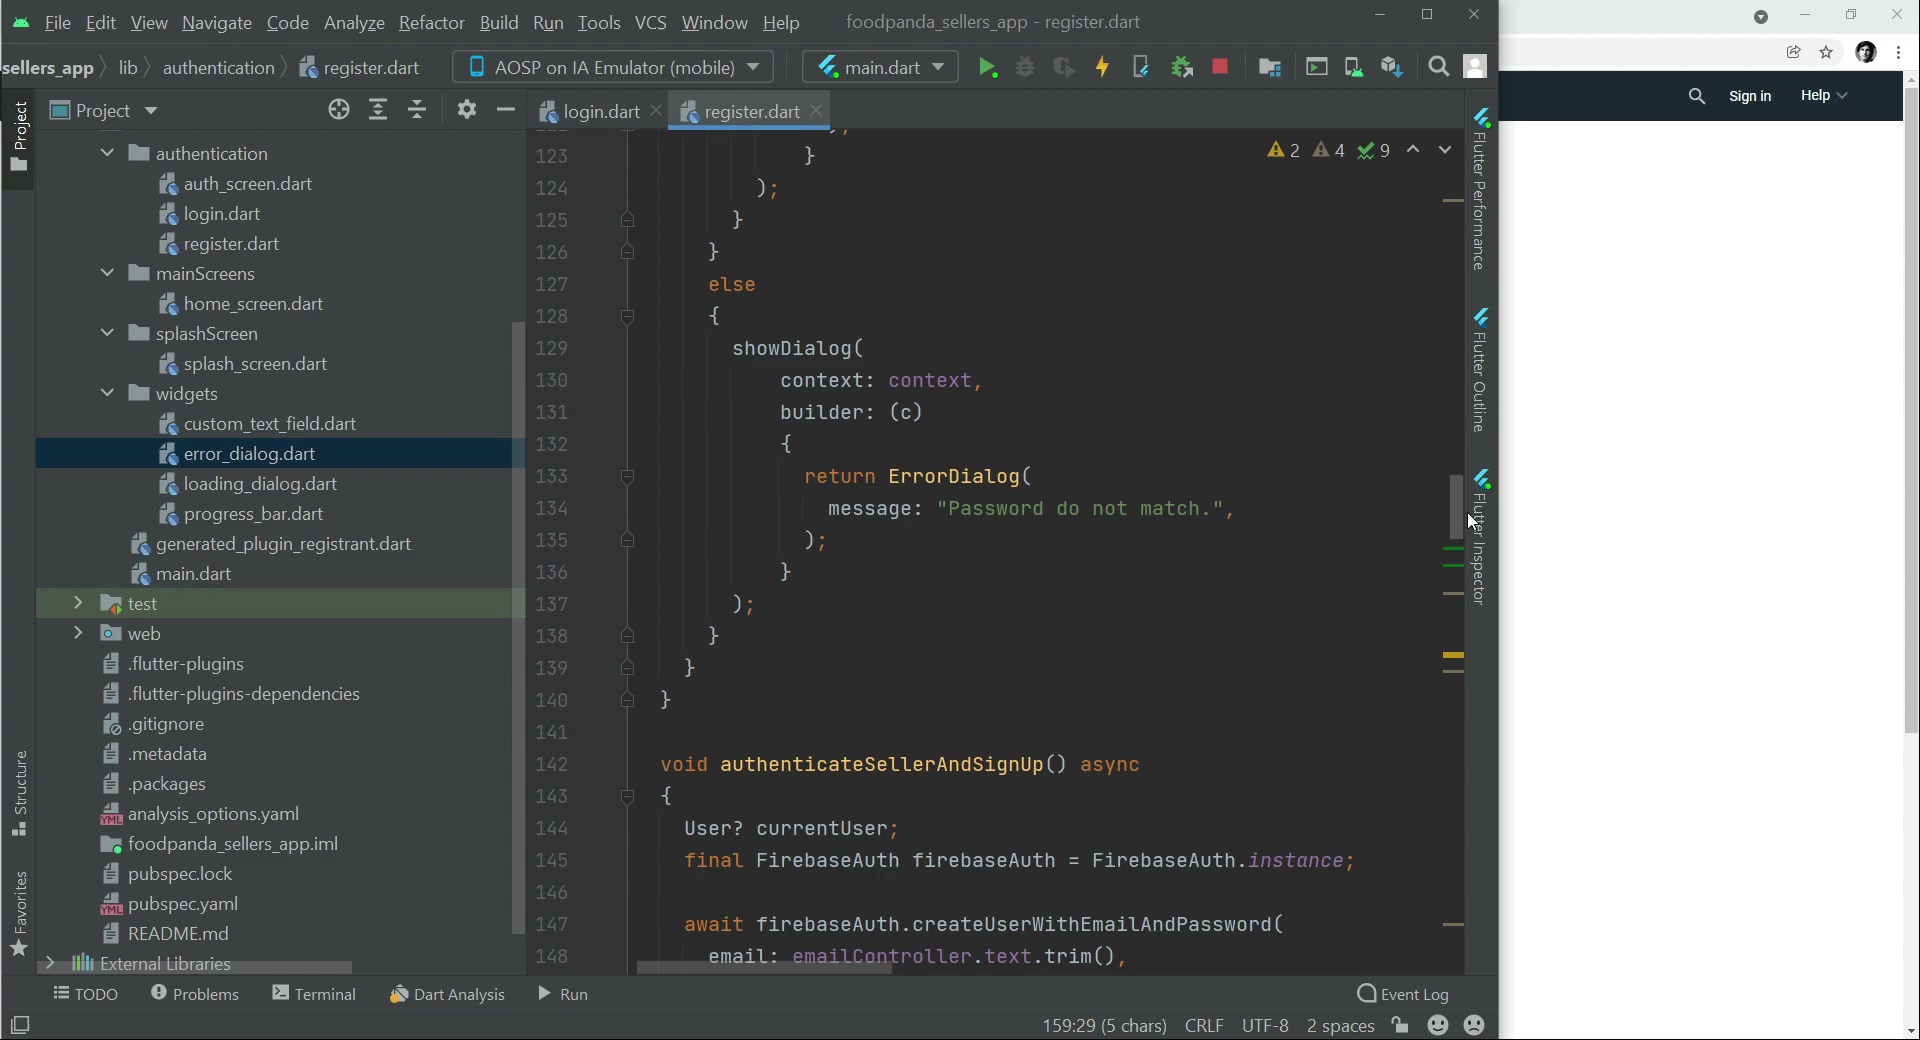 File Edit View Navigate Code Analyze Refactor Build Run Tools VCS Window Help foodpanda_sellers_app - register.dart
sellers_app lib authentication register.dart AOSP on IA Emulator (mobile) main.dart
Sign in Help
Project
Project
login.dart register.dart
2 4 9
authentication
auth_screen.dart
login.dart
register.dart
mainScreens
home_screen.dart
splashScreen
splash_screen.dart
widgets
custom_text_field.dart
error_dialog.dart
loading_dialog.dart
progress_bar.dart
generated_plugin_registrant.dart
main.dart
test
web
.flutter-plugins
.flutter-plugins-dependencies
.gitignore
.metadata
.packages
analysis_options.yaml
foodpanda_sellers_app.iml
pubspec.lock
pubspec.yaml
README.md
External Libraries
Structure
Favorites
123 }
124 );
125 }
126 }
127 else
128 {
129 showDialog(
130 context: context,
131 builder: (c)
132 {
133 return ErrorDialog(
134 message: "Password do not match.",
135 );
136 }
137 );
138 }
139 }
140 }
141
142 void authenticateSellerAndSignUp() async
143 {
144 User? currentUser;
145 final FirebaseAuth firebaseAuth = FirebaseAuth.instance;
146
147 await firebaseAuth.createUserWithEmailAndPassword(
148 email: emailController.text.trim(),
Flutter Performance
Flutter Outline
Flutter Inspector
TODO Problems Terminal Dart Analysis Run Event Log
159:29 (5 chars) CRLF UTF-8 2 spaces